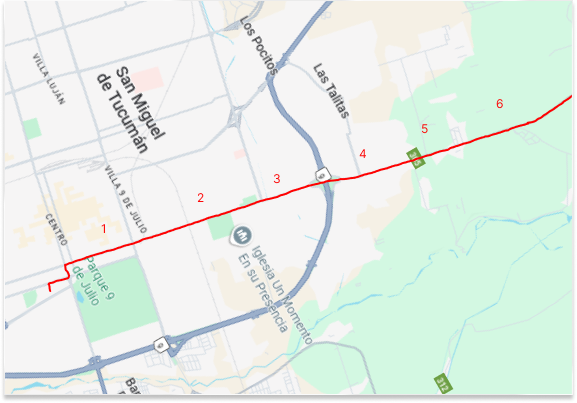 Los Pocitos
VILLA LUJÁN
San Miguel
de Tucumán
Las Talitas
6
5
4
9
3
2
VILLA 9 DE JULIO
1
CENTRO
Iglesia Un Momento
En su Presencia
Parque 9
de Julio
9
312